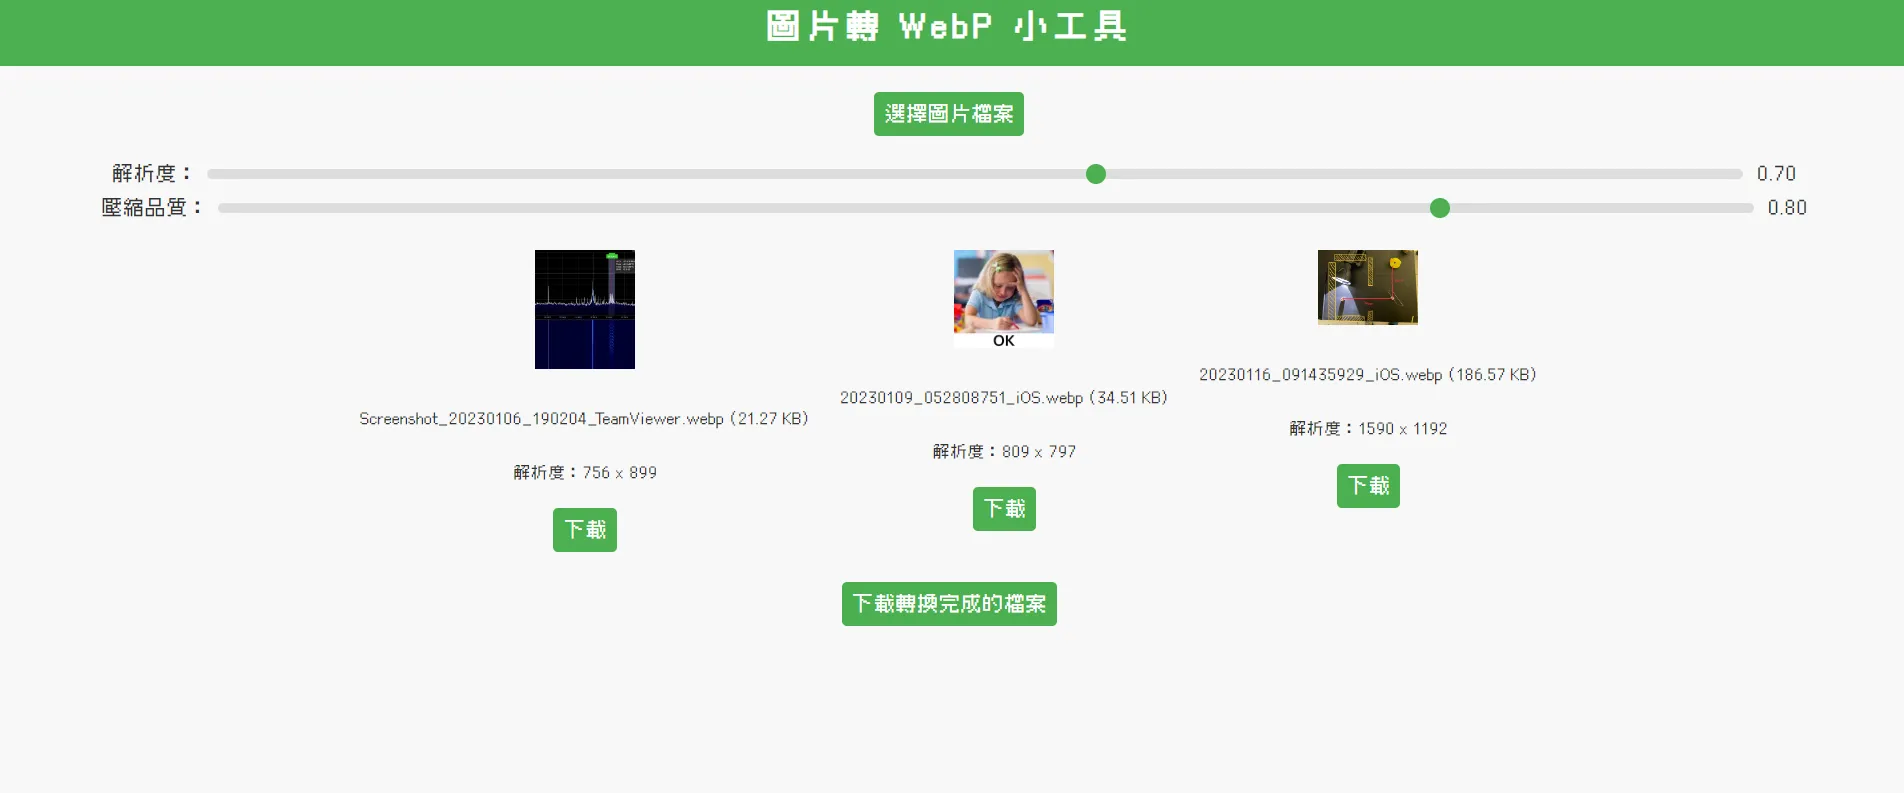 圖片轉 WebP 小工具
選擇圖片檔案
解析度： 0.70
壓縮品質： 0.80
OK
Screenshot_20230106_190204_TeamViewer.webp (21.27 KB)
解析度：756 x 899
下載
20230109_052808751_iOS.webp (34.51 KB)
解析度：809 x 797
下載
20230116_091435929_iOS.webp (186.57 KB)
解析度：1590 x 1192
下載
下載轉換完成的檔案